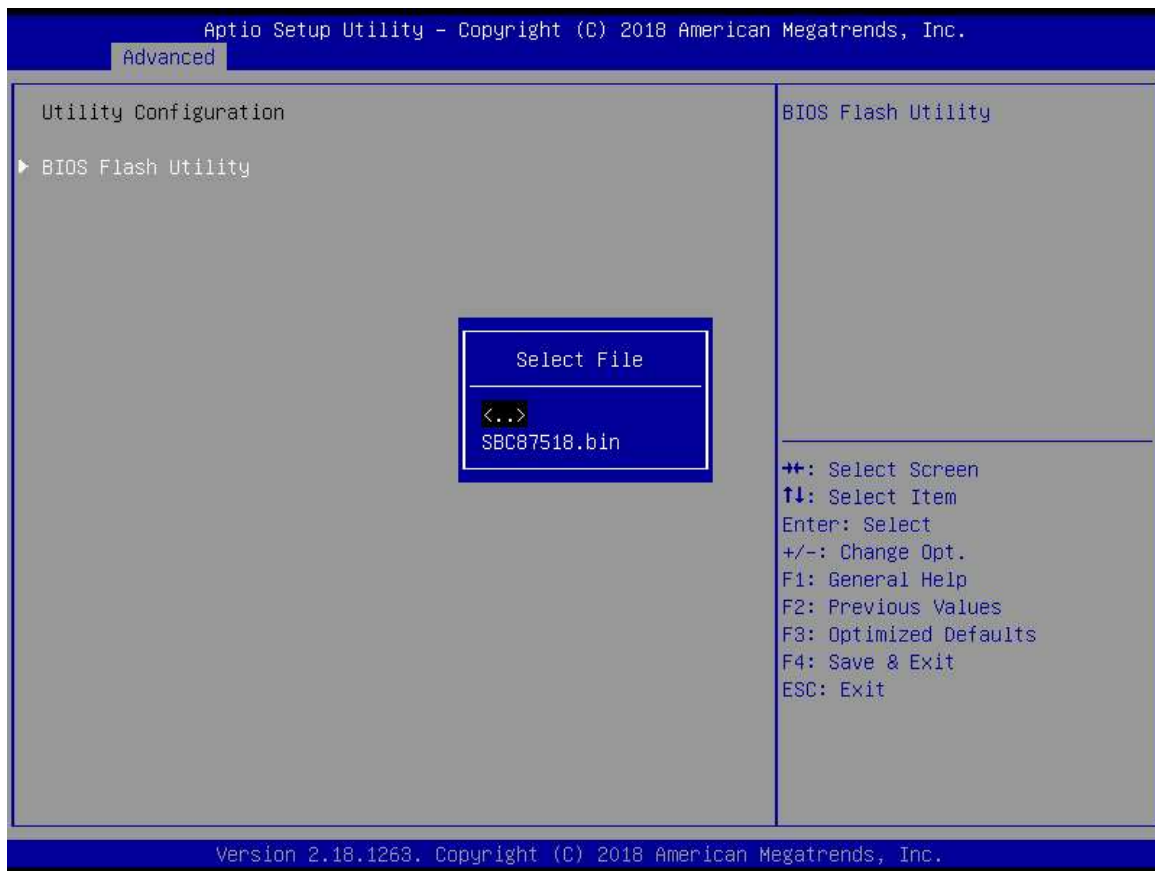 Aptio Setup Utility – Copyright (C) 2018 American Megatrends, Inc.
Advanced
Utility Configuration
▶ BIOS Flash Utility
Select File
<..>
SBC87518.bin
BIOS Flash Utility
→←: Select Screen
↑↓: Select Item
Enter: Select
+/-: Change Opt.
F1: General Help
F2: Previous Values
F3: Optimized Defaults
F4: Save & Exit
ESC: Exit
Version 2.18.1263. Copyright (C) 2018 American Megatrends, Inc.